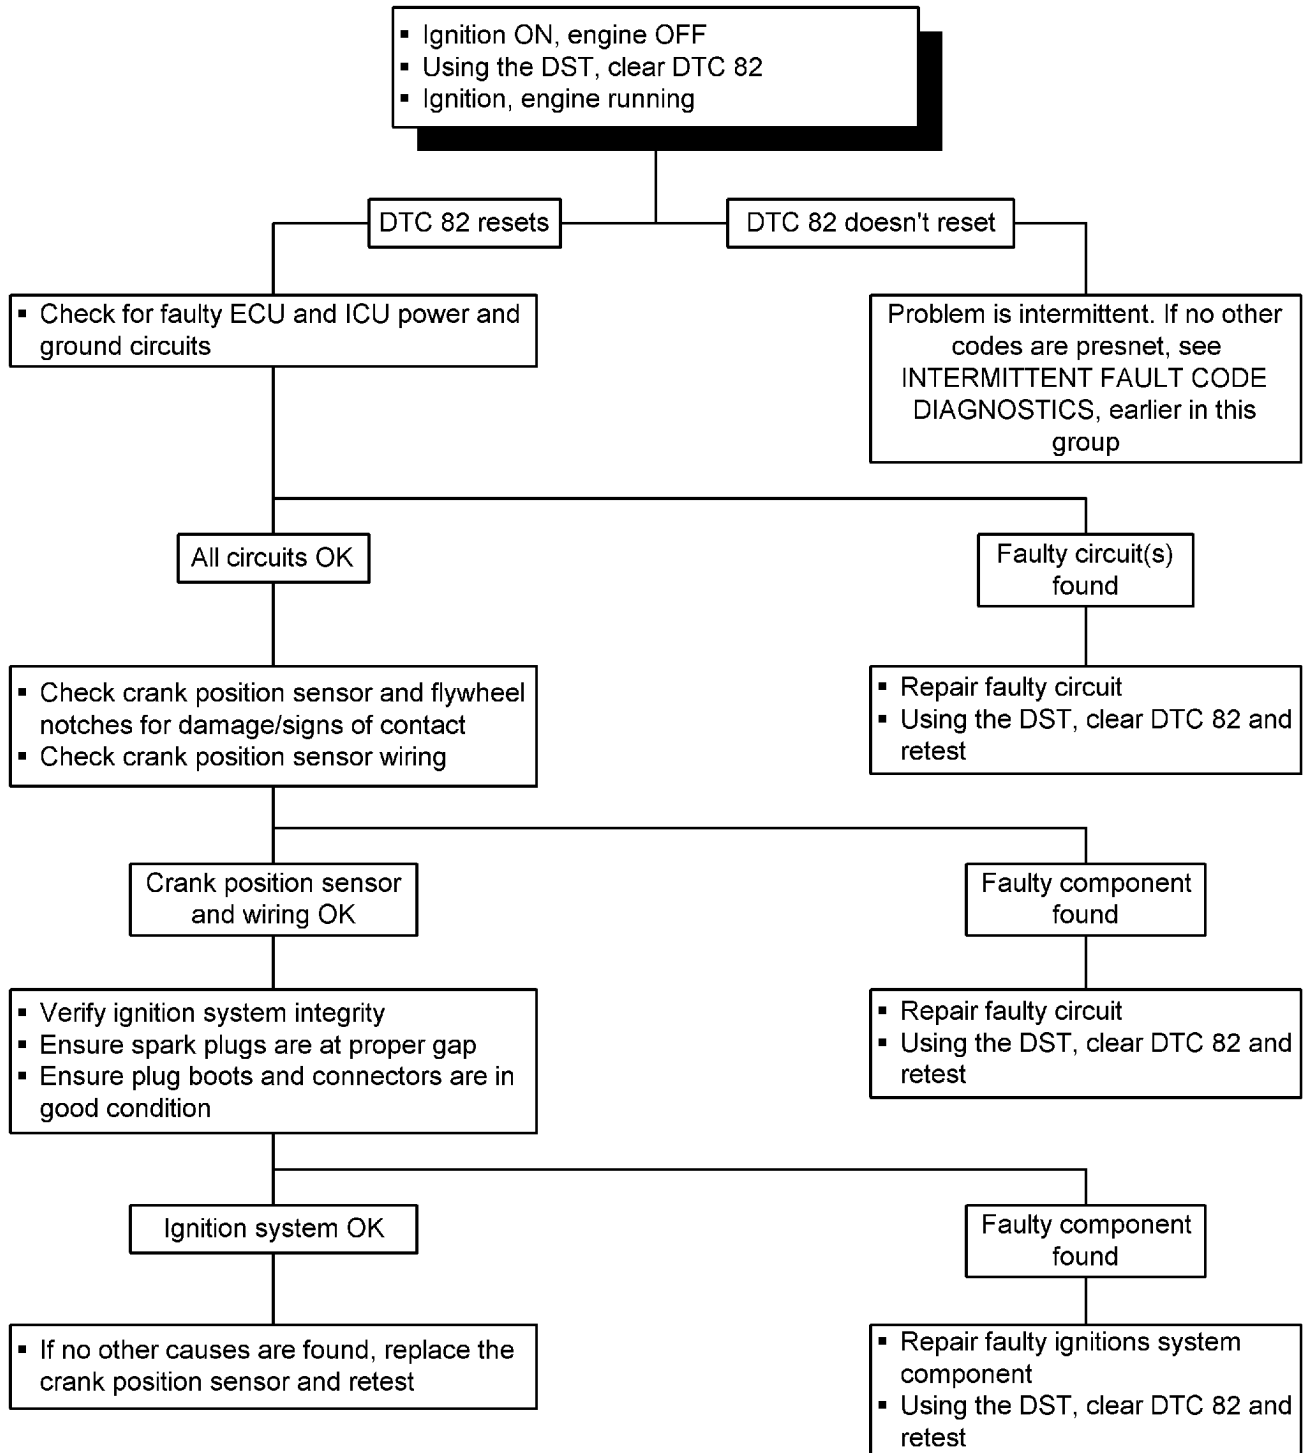 ▪ Ignition ON, engine OFF
▪ Using the DST, clear DTC 82
▪ Ignition, engine running
DTC 82 resets
DTC 82 doesn't reset
▪ Check for faulty ECU and ICU power and
ground circuits
Problem is intermittent. If no other
codes are presnet, see
INTERMITTENT FAULT CODE
DIAGNOSTICS, earlier in this
group
All circuits OK
Faulty circuit(s)
found
▪ Check crank position sensor and flywheel
notches for damage/signs of contact
▪ Check crank position sensor wiring
▪ Repair faulty circuit
▪ Using the DST, clear DTC 82 and
retest
Crank position sensor
and wiring OK
Faulty component
found
▪ Verify ignition system integrity
▪ Ensure spark plugs are at proper gap
▪ Ensure plug boots and connectors are in
good condition
▪ Repair faulty circuit
▪ Using the DST, clear DTC 82 and
retest
Ignition system OK
Faulty component
found
▪ If no other causes are found, replace the
crank position sensor and retest
▪ Repair faulty ignitions system
component
▪ Using the DST, clear DTC 82 and
retest